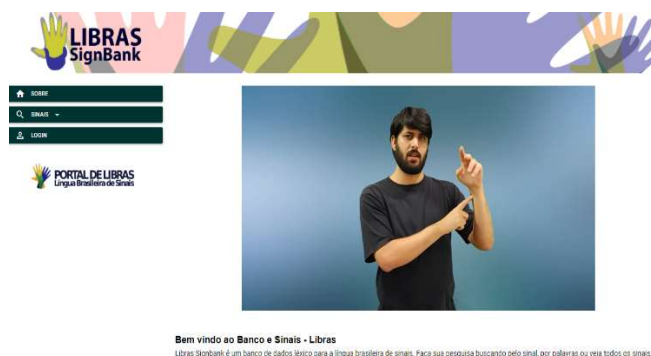 LIBRAS
SignBank
SOBRE
SINAIS
LOGIN
PORTAL DE LIBRAS
Língua Brasileira de Sinais
Bem vindo ao Banco e Sinais - Libras
Libras Signbank é um banco de dados léxico para a língua brasileira de sinais. Faça sua pesquisa buscando pelo sinal, por palavras ou veja todos os sinais